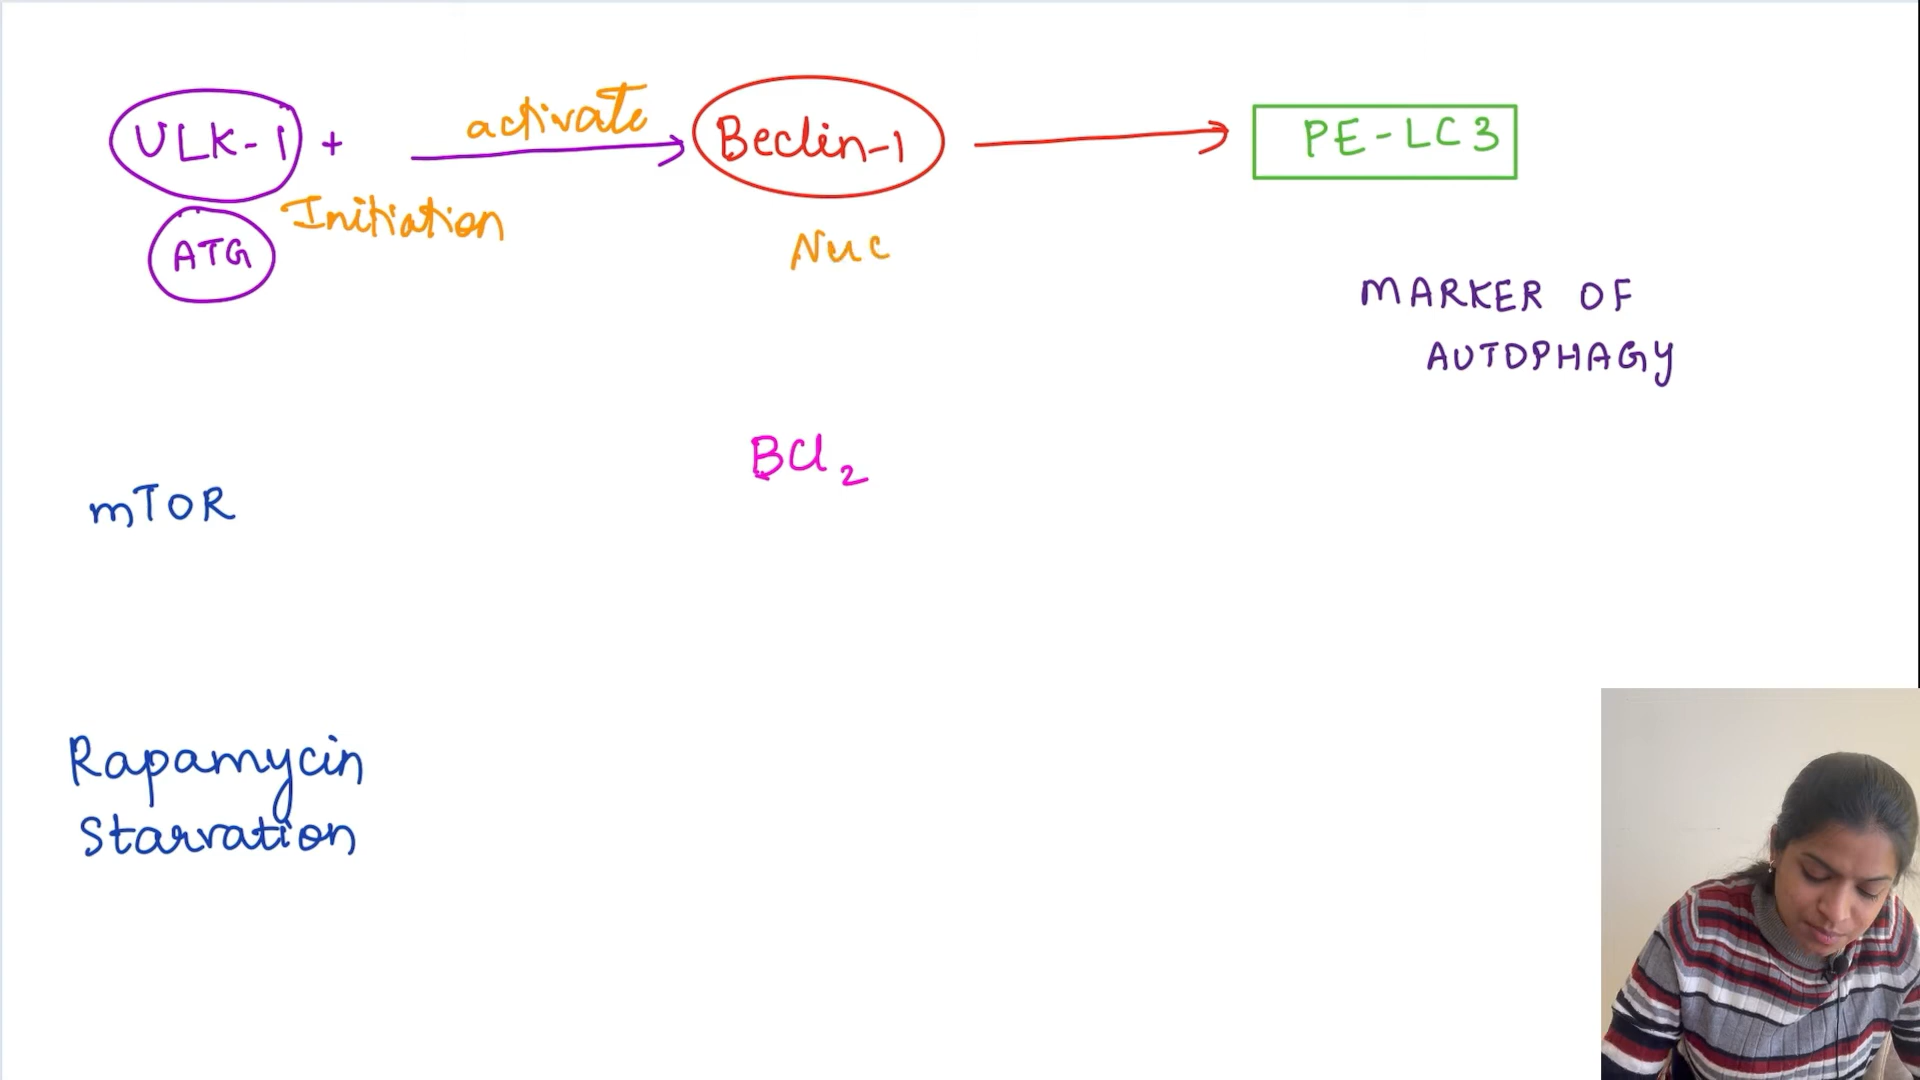 ULK-1 + activate Beclin-1 PE-LC3
Initiation
ATG
Nuc
MARKER OF
AUTOPHAGY
BCl2
mTOR
Rapamycin
Starvation